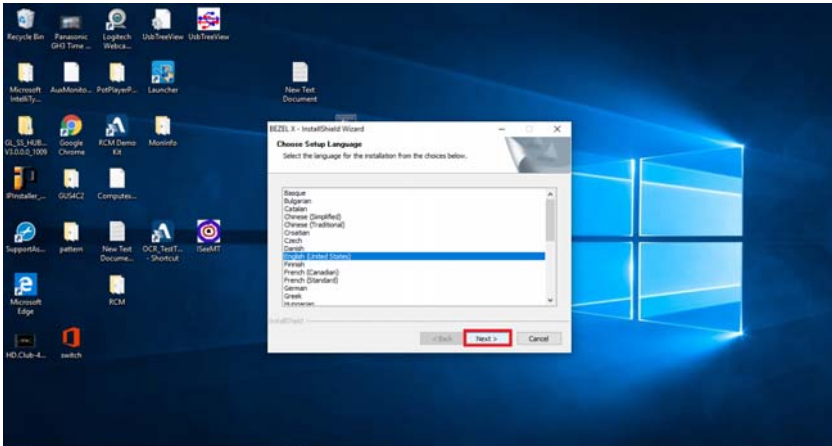 Recycle Bin
Panasonic
GH3 Time ...
Logitech
Webca...
UsbTreeView
UsbTreeView
Microsoft
IntelliTy...
AuxMonito...
PotPlayerP...
Launcher
New Text
Document
GL_SS_HUB...
V3.0.0.0_1009
Google
Chrome
RCM Demo
Kit
Moninfo
IPInstaller_...
GUS4C2
Computex...
SupportAs...
pattern
New Text
Docume...
OCR_TestT...
- Shortcut
ISeeMT
Microsoft
Edge
RCM
HD.Club-4...
switch
BEZEL X - InstallShield Wizard
Choose Setup Language
Select the language for the installation from the choices below.
Basque
Bulgarian
Catalan
Chinese (Simplified)
Chinese (Traditional)
Croatian
Czech
Danish
English (United States)
Finnish
French (Canadian)
French (Standard)
German
Greek
Hungarian
InstallShield
< Back
Next >
Cancel